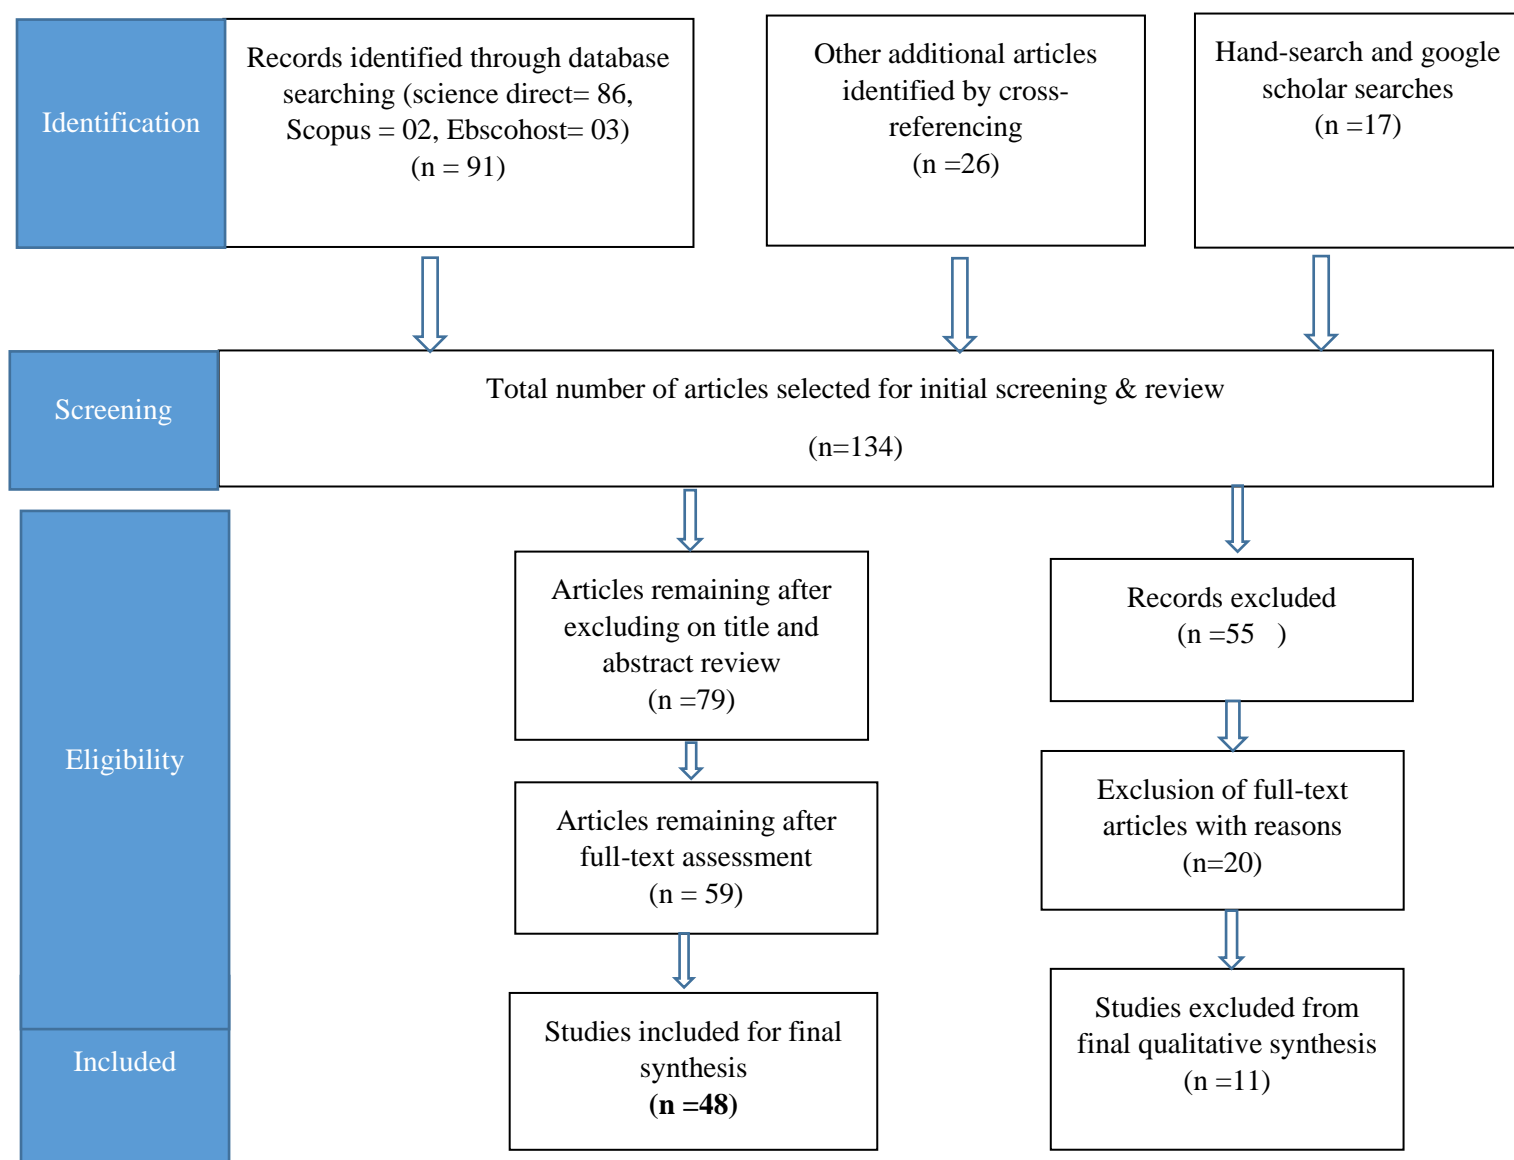 Identification
Records identified through database
searching (science direct= 86,
Scopus = 02, Ebscohost= 03)
(n = 91)
Other additional articles
identified by cross-
referencing
(n =26)
Hand-search and google
scholar searches
(n =17)
Screening
Total number of articles selected for initial screening & review
(n=134)
Eligibility
Articles remaining after
excluding on title and
abstract review
(n =79)
Records excluded
(n =55   )
Articles remaining after
full-text assessment
(n = 59)
Exclusion of full-text
articles with reasons
(n=20)
Included
Studies included for final
synthesis
(n =48)
Studies excluded from
final qualitative synthesis
(n =11)